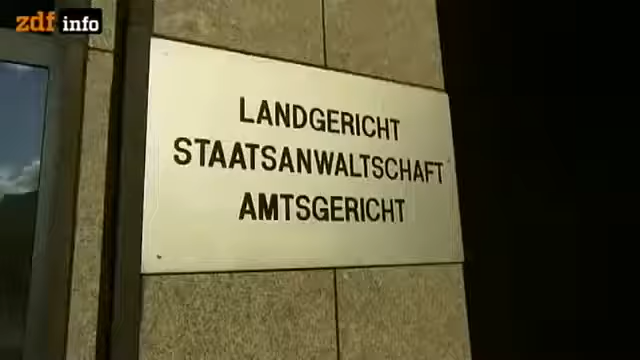 zdf info
LANDGERICHT
STAATSANWALTSCHAFT
AMTSGERICHT